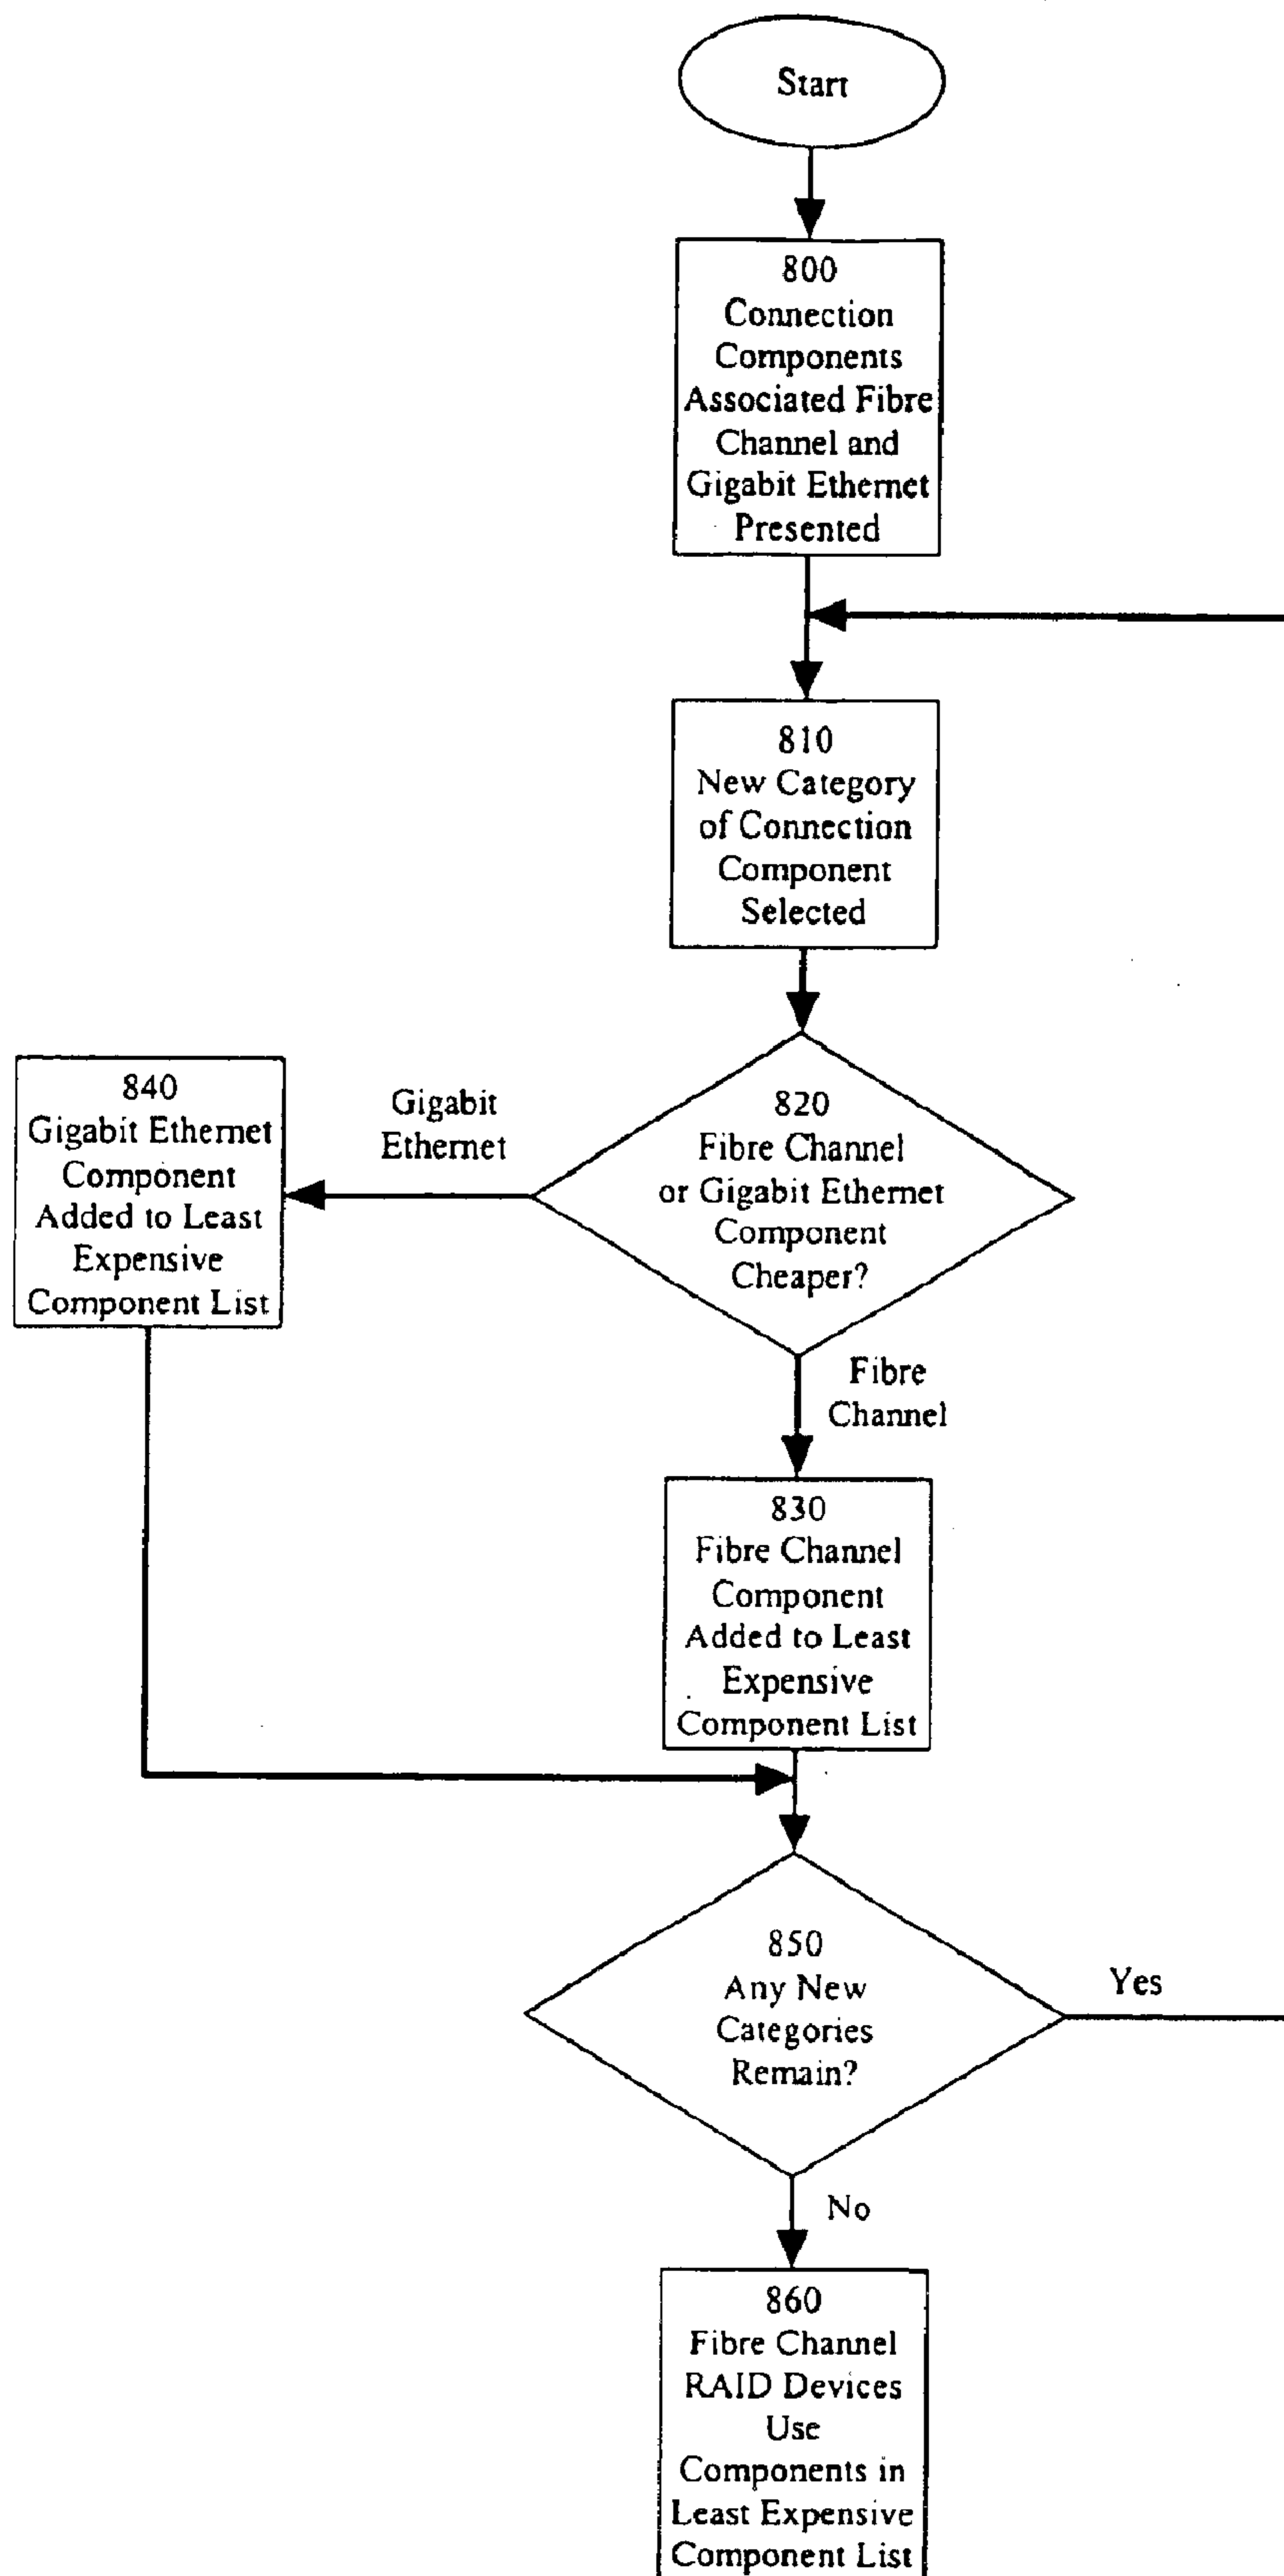 Start
800
Connection
Components
Associated Fibre
Channel and
Gigabit Ethernet
Presented
810
New Category
of Connection
Component
Selected
820
Fibre Channel
or Gigabit Ethernet
Component
Cheaper?
Gigabit
Ethernet
840
Gigabit Ethernet
Component
Added to Least
Expensive
Component List
Fibre
Channel
830
Fibre Channel
Component
Added to Least
Expensive
Component List
850
Any New
Categories
Remain?
Yes
No
860
Fibre Channel
RAID Devices
Use
Components in
Least Expensive
Component List